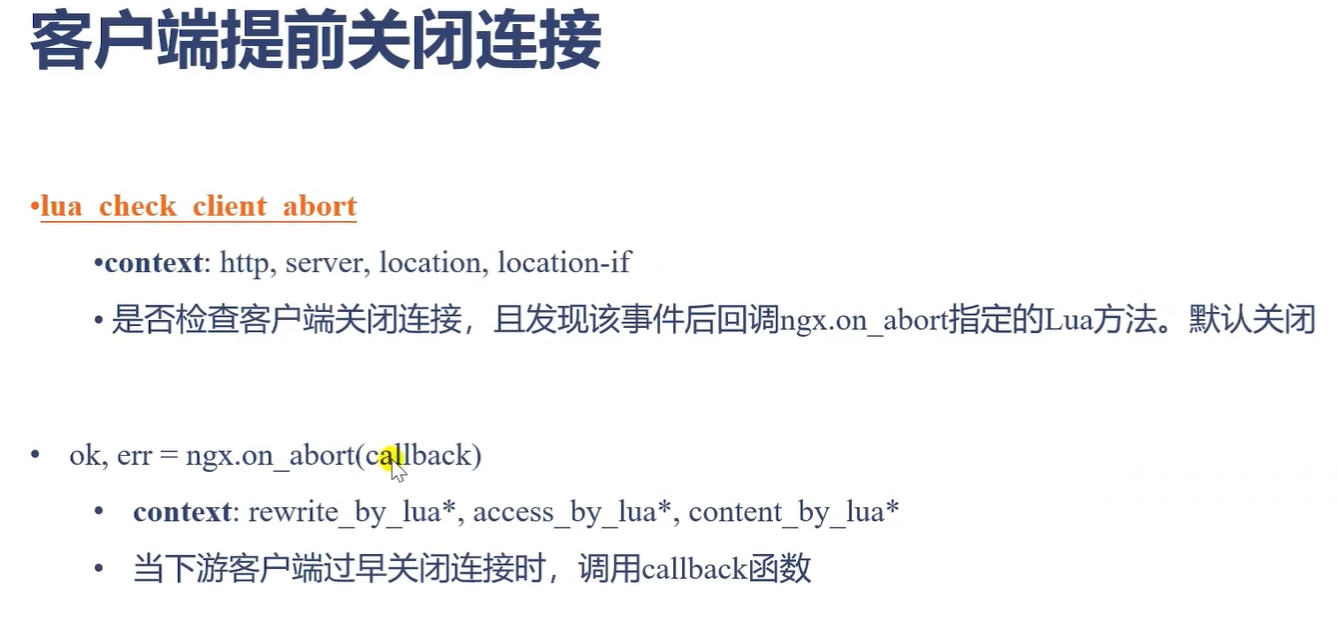 客户端提前关闭连接
•lua_check_client_abort
•context: http, server, location, location-if
• 是否检查客户端关闭连接，且发现该事件后回调ngx.on_abort指定的Lua方法。默认关闭
• ok, err = ngx.on_abort(callback)
• context: rewrite_by_lua*, access_by_lua*, content_by_lua*
• 当下游客户端过早关闭连接时，调用callback函数